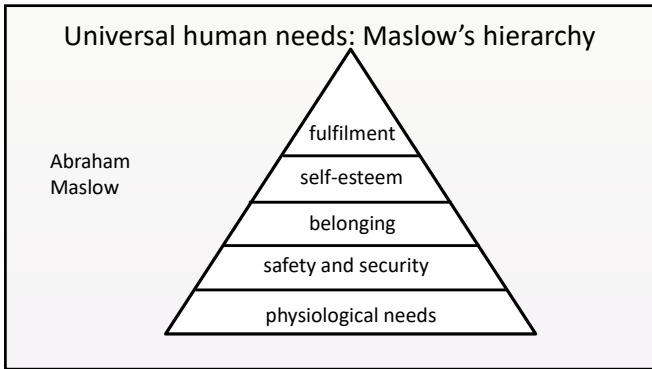 Universal human needs: Maslow’s hierarchy
fulfilment
Abraham
Maslow
self-esteem
belonging
safety and security
physiological needs